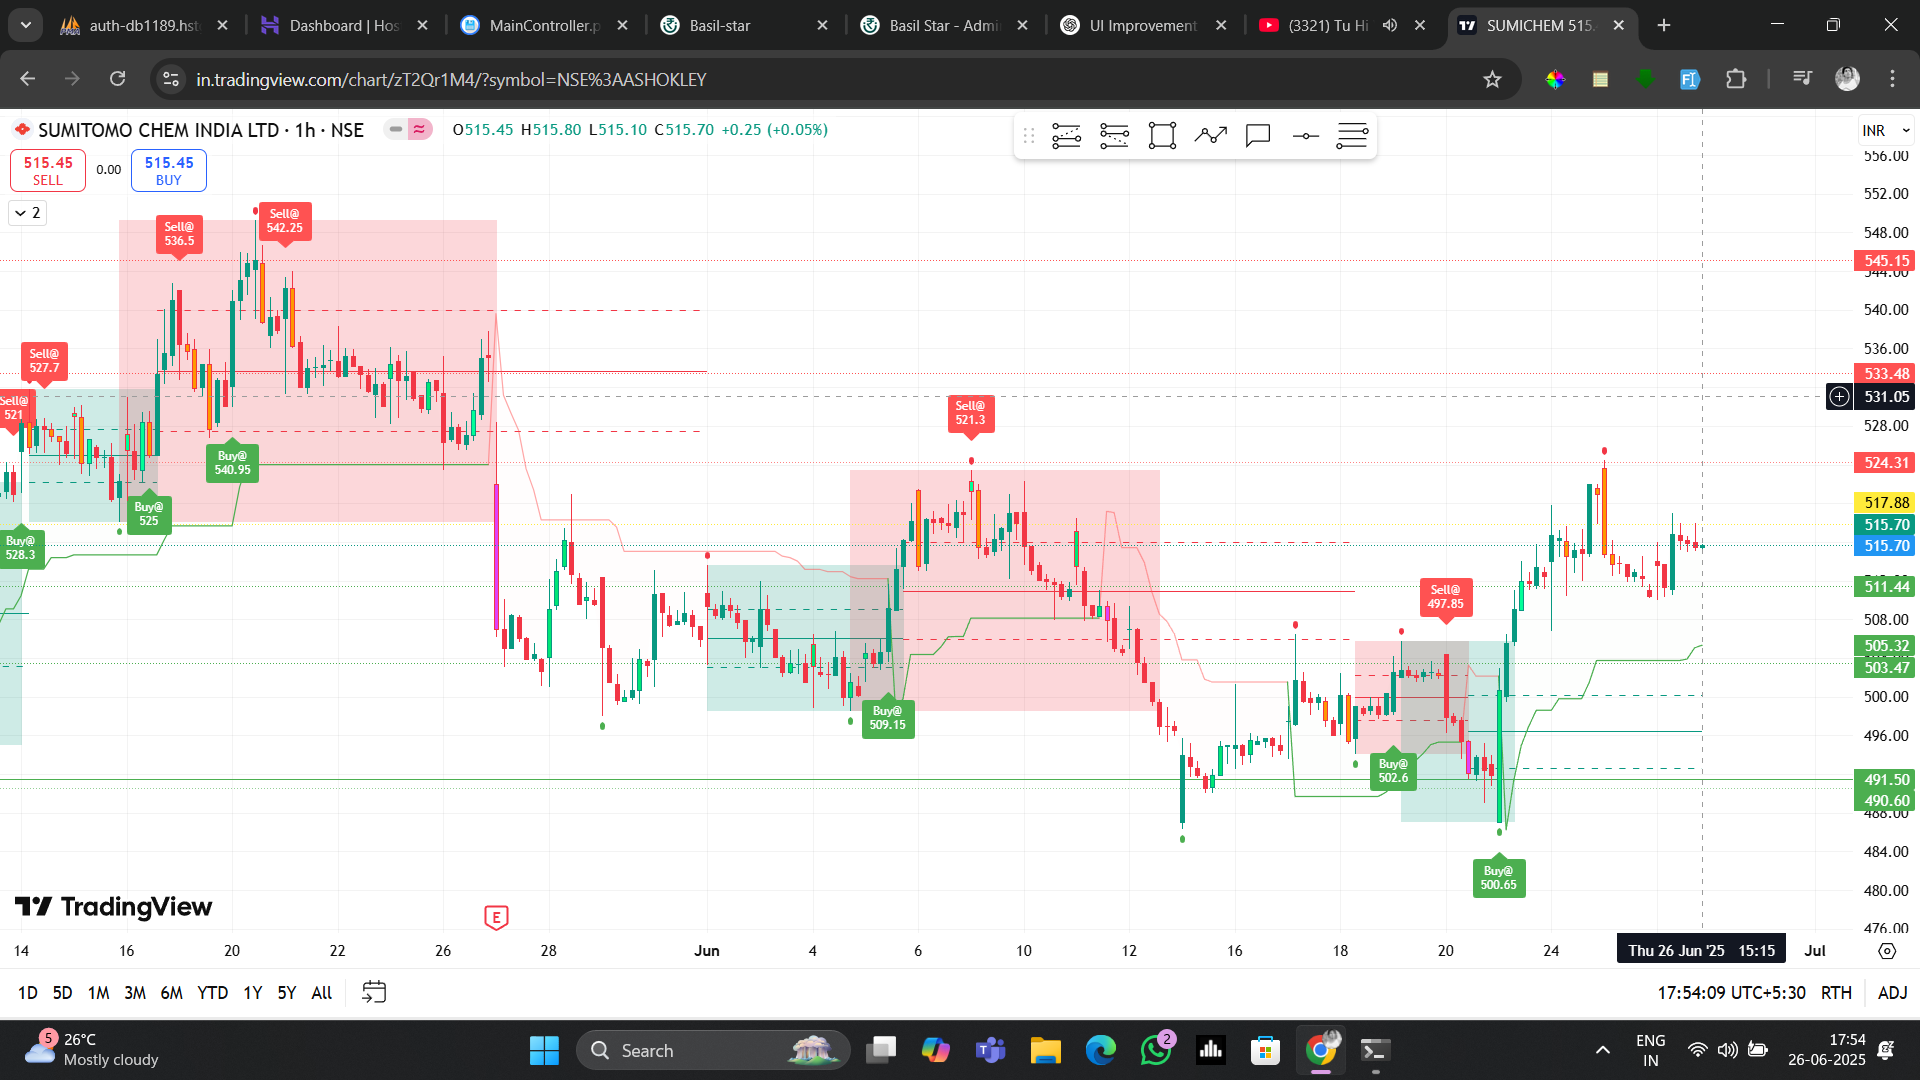 auth-db1189.hst
Dashboard | Hos
MainController.p
Basil-star
Basil Star - Admi
UI Improvement
(3321) Tu Hi
SUMICHEM 515.
in.tradingview.com/chart/zT2Qr1M4/?symbol=NSE%3AASHOKLEY
SUMITOMO CHEM INDIA LTD · 1h · NSE
O515.45 H515.80 L515.10 C515.70 +0.25 (+0.05%)
INR
515.45
SELL
0.00
515.45
BUY
2
Sell@
521
Sell@
527.7
Sell@
536.5
Sell@
542.25
Buy@
528.3
Buy@
525
Buy@
540.95
Sell@
521.3
Buy@
509.15
Sell@
497.85
Buy@
502.6
Buy@
500.65
556.00
552.00
548.00
545.15
544.00
540.00
536.00
533.48
531.05
528.00
524.31
517.88
515.70
515.70
511.44
508.00
505.32
503.47
500.00
496.00
491.50
490.60
488.00
484.00
480.00
476.00
TradingView
E
14 16 20 22 26 28 Jun 4 6 10 12 16 18 20 24 Thu 26 Jun '25 15:15 Jul
1D 5D 1M 3M 6M YTD 1Y 5Y All
17:54:09 UTC+5:30 RTH ADJ
5
26°C
Mostly cloudy
Search
2
ENG
IN
17:54
26-06-2025